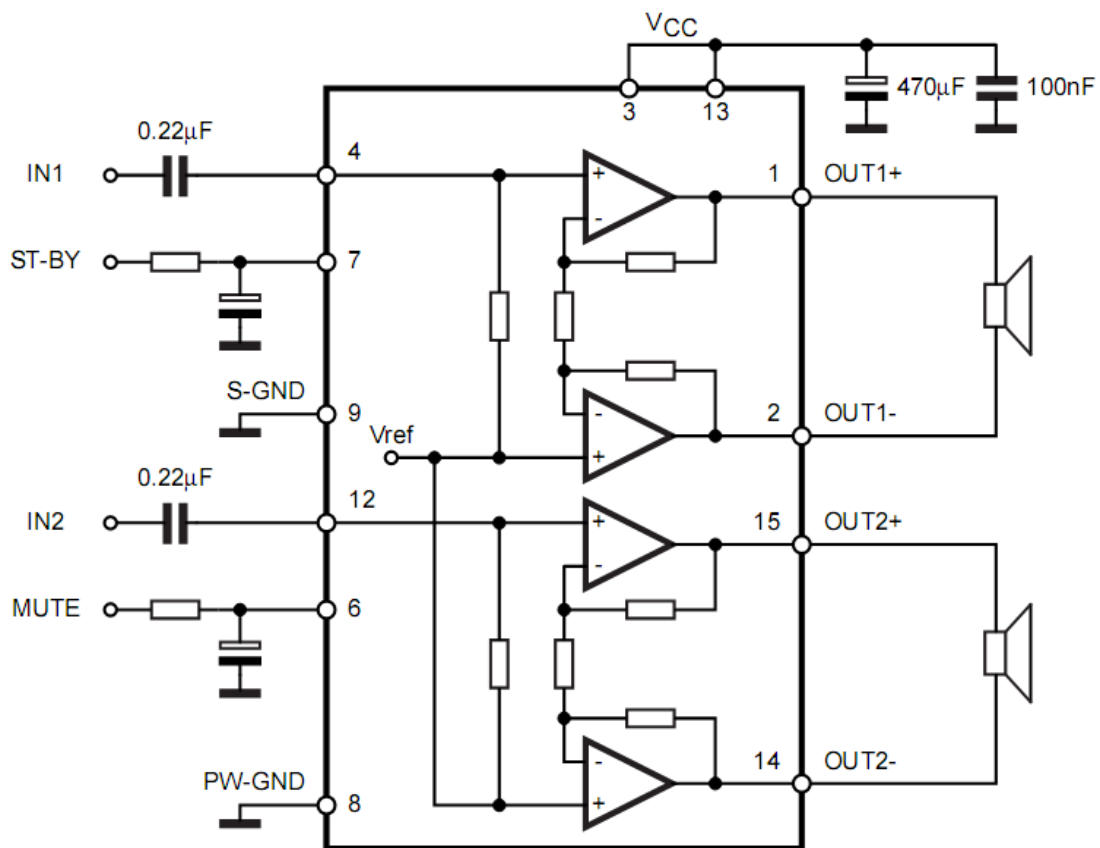 VCC
470μF
100nF
3
13
0.22μF
IN1
4
+
-
1
OUT1+
ST-BY
7
S-GND
9
Vref
-
+
2
OUT1-
0.22μF
IN2
12
+
-
15
OUT2+
MUTE
6
PW-GND
8
-
+
14
OUT2-